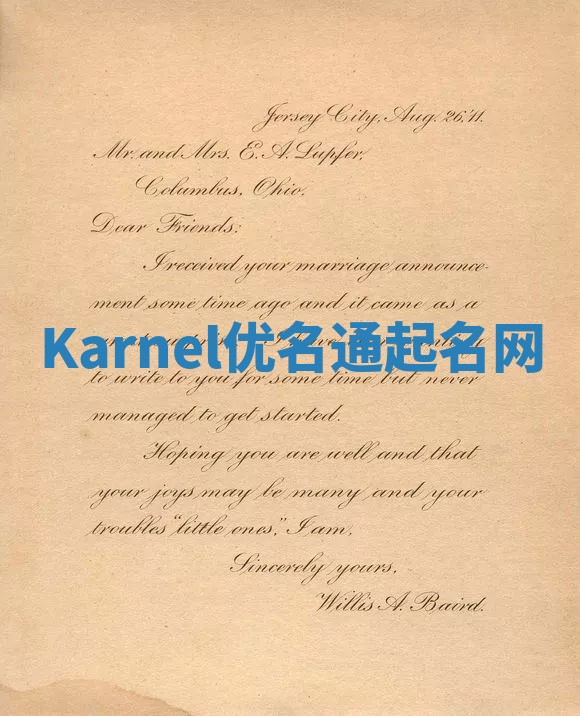 Jersey City, Aug. 26,'11.
Mr. and Mrs. E. A. Lupfer,
Columbus, Ohio.
Dear Friends:
I received your marriage announce-
ment some time ago and it came as a
Karnel优名通起名网
to write to you for some time but never
managed to get started.
Hoping you are well and that
your joys may be many and your
troubles "little ones," I am,
Sincerely yours,
Willis A. Baird.